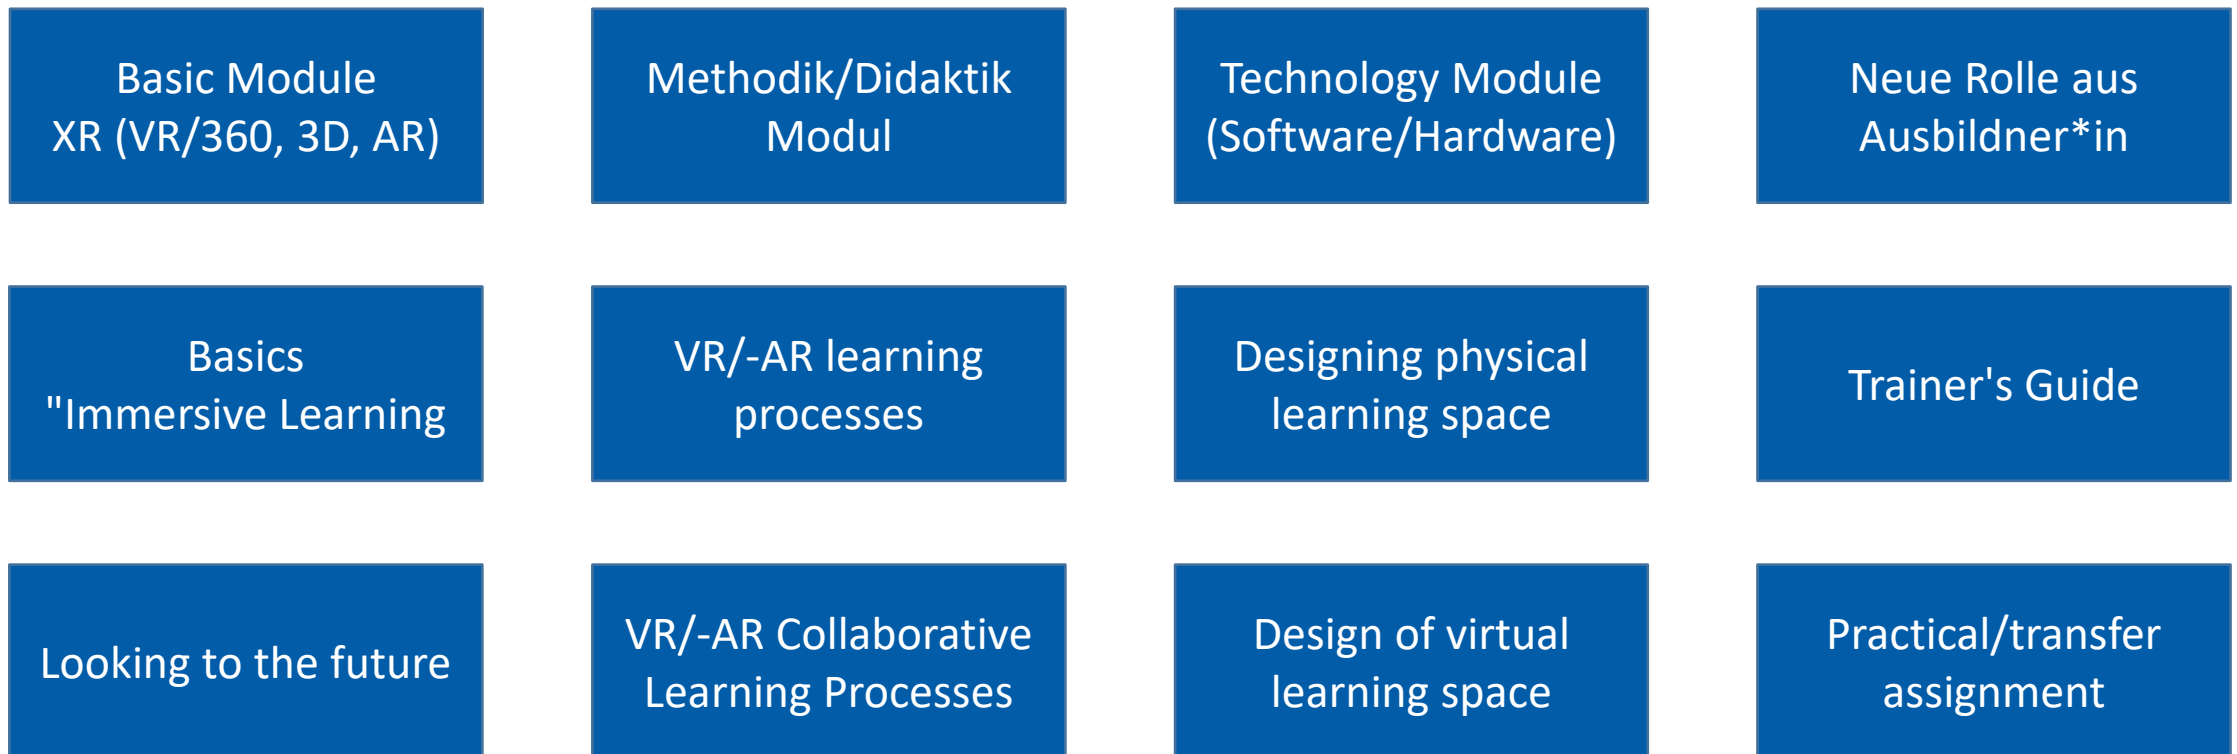 Basic Module
XR (VR/360, 3D, AR)
Methodik/Didaktik
Modul
Technology Module
(Software/Hardware)
Neue Rolle aus
Ausbildner*in
Basics
"Immersive Learning
VR/-AR learning
processes
Designing physical
learning space
Trainer's Guide
Looking to the future
VR/-AR Collaborative
Learning Processes
Design of virtual
learning space
Practical/transfer
assignment